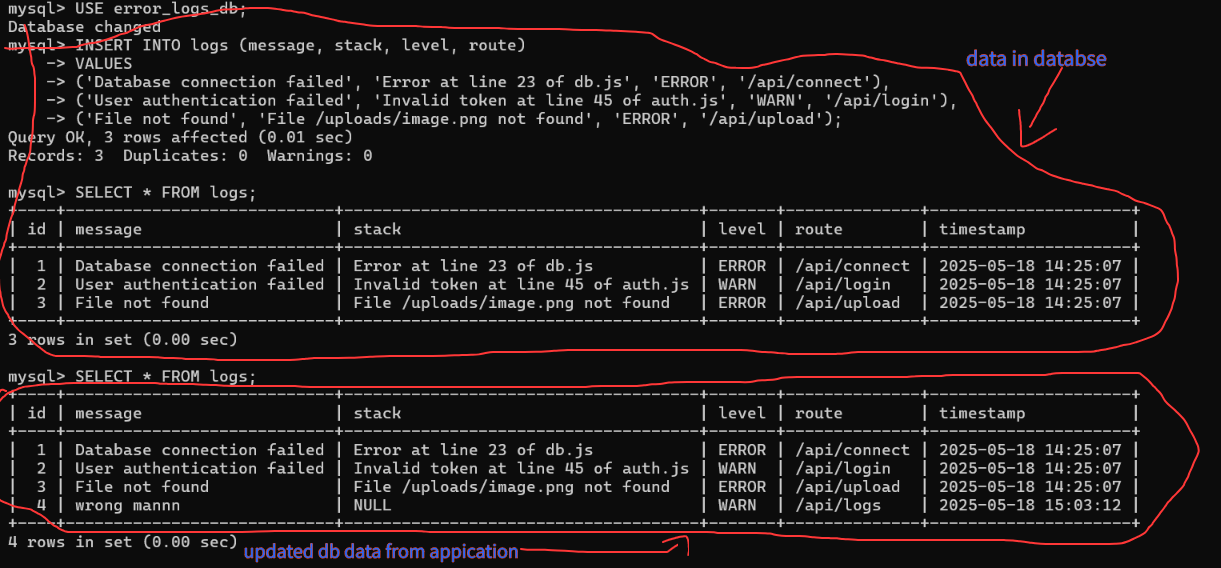 mysql> USE error_logs_db;
Database changed
mysql> INSERT INTO logs (message, stack, level, route)
    -> VALUES
    -> ('Database connection failed', 'Error at line 23 of db.js', 'ERROR', '/api/connect'),
    -> ('User authentication failed', 'Invalid token at line 45 of auth.js', 'WARN', '/api/login'),
    -> ('File not found', 'File /uploads/image.png not found', 'ERROR', '/api/upload');
Query OK, 3 rows affected (0.01 sec)
Records: 3  Duplicates: 0  Warnings: 0
data in databse
mysql> SELECT * FROM logs;
| id | message                    | stack                               | level | route        | timestamp           |
|  1 | Database connection failed | Error at line 23 of db.js           | ERROR | /api/connect | 2025-05-18 14:25:07 |
|  2 | User authentication failed | Invalid token at line 45 of auth.js | WARN  | /api/login   | 2025-05-18 14:25:07 |
|  3 | File not found             | File /uploads/image.png not found   | ERROR | /api/upload  | 2025-05-18 14:25:07 |
3 rows in set (0.00 sec)
mysql> SELECT * FROM logs;
| id | message                    | stack                               | level | route        | timestamp           |
|  1 | Database connection failed | Error at line 23 of db.js           | ERROR | /api/connect | 2025-05-18 14:25:07 |
|  2 | User authentication failed | Invalid token at line 45 of auth.js | WARN  | /api/login   | 2025-05-18 14:25:07 |
|  3 | File not found             | File /uploads/image.png not found   | ERROR | /api/upload  | 2025-05-18 14:25:07 |
|  4 | wrong mannn                | NULL                                | WARN  | /api/logs    | 2025-05-18 15:03:12 |
4 rows in set (0.00 sec)
updated db data from appication